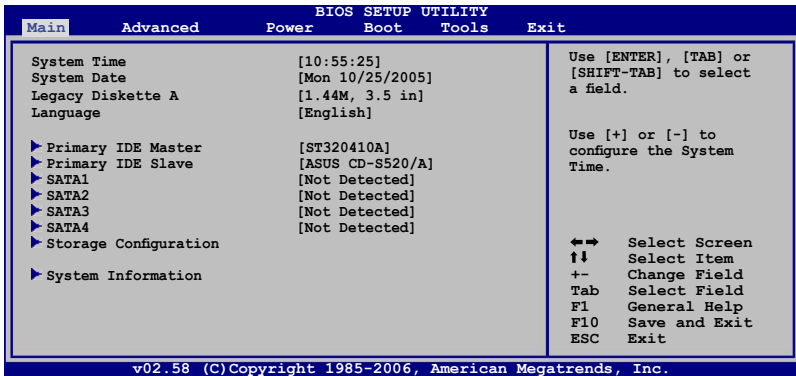 BIOS SETUP UTILITY
Main Advanced Power Boot Tools Exit
System Time [10:55:25]
System Date [Mon 10/25/2005]
Legacy Diskette A [1.44M, 3.5 in]
Language [English]
Primary IDE Master [ST320410A]
Primary IDE Slave [ASUS CD-S520/A]
SATA1 [Not Detected]
SATA2 [Not Detected]
SATA3 [Not Detected]
SATA4 [Not Detected]
Storage Configuration
System Information
Use [ENTER], [TAB] or
[SHIFT-TAB] to select
a field.
Use [+] or [-] to
configure the System
Time.
←→ Select Screen
↑↓ Select Item
+- Change Field
Tab Select Field
F1 General Help
F10 Save and Exit
ESC Exit
v02.58 (C)Copyright 1985-2006, American Megatrends, Inc.